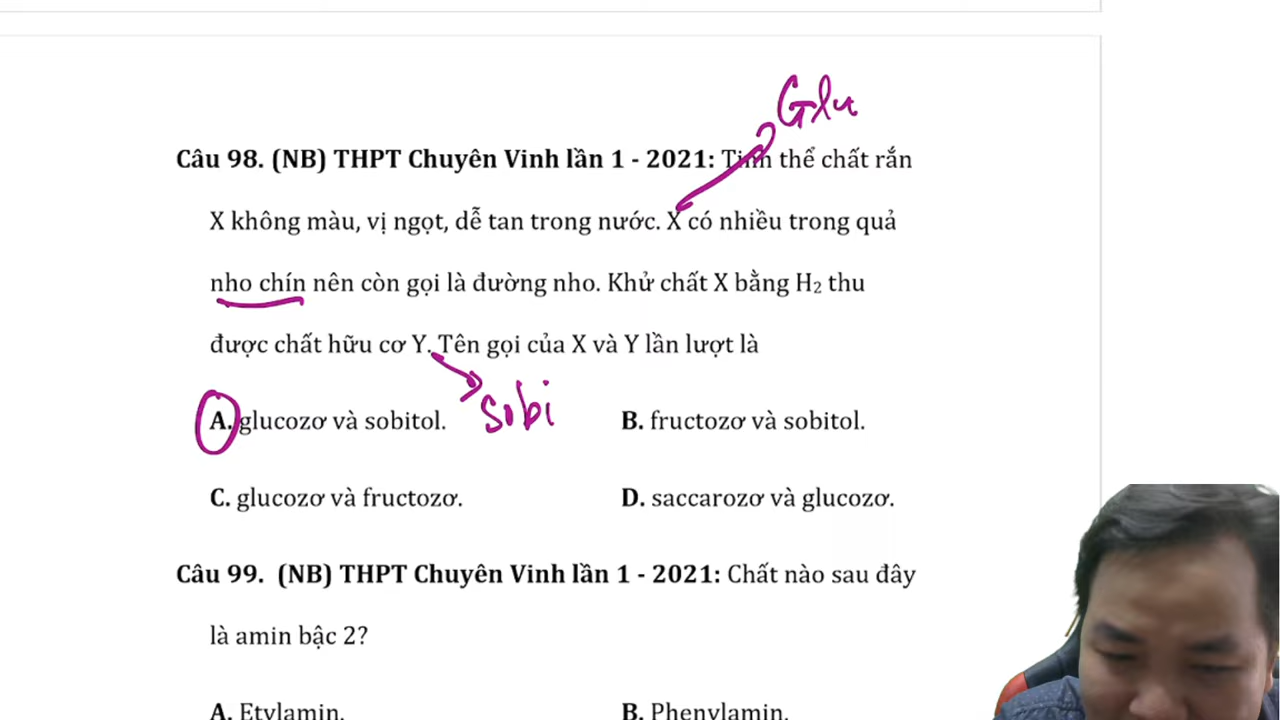 Glu
Câu 98. (NB) THPT Chuyên Vinh lần 1 - 2021: Tinh thể chất rắn
X không màu, vị ngọt, dễ tan trong nước. X có nhiều trong quả
nho chín nên còn gọi là đường nho. Khử chất X bằng H₂ thu
được chất hữu cơ Y. Tên gọi của X và Y lần lượt là
sobi
A. glucozơ và sobitol. B. fructozơ và sobitol.
C. glucozơ và fructozơ. D. saccarozơ và glucozơ.
Câu 99. (NB) THPT Chuyên Vinh lần 1 - 2021: Chất nào sau đây
là amin bậc 2?
A. Etylamin. B. Phenylamin.